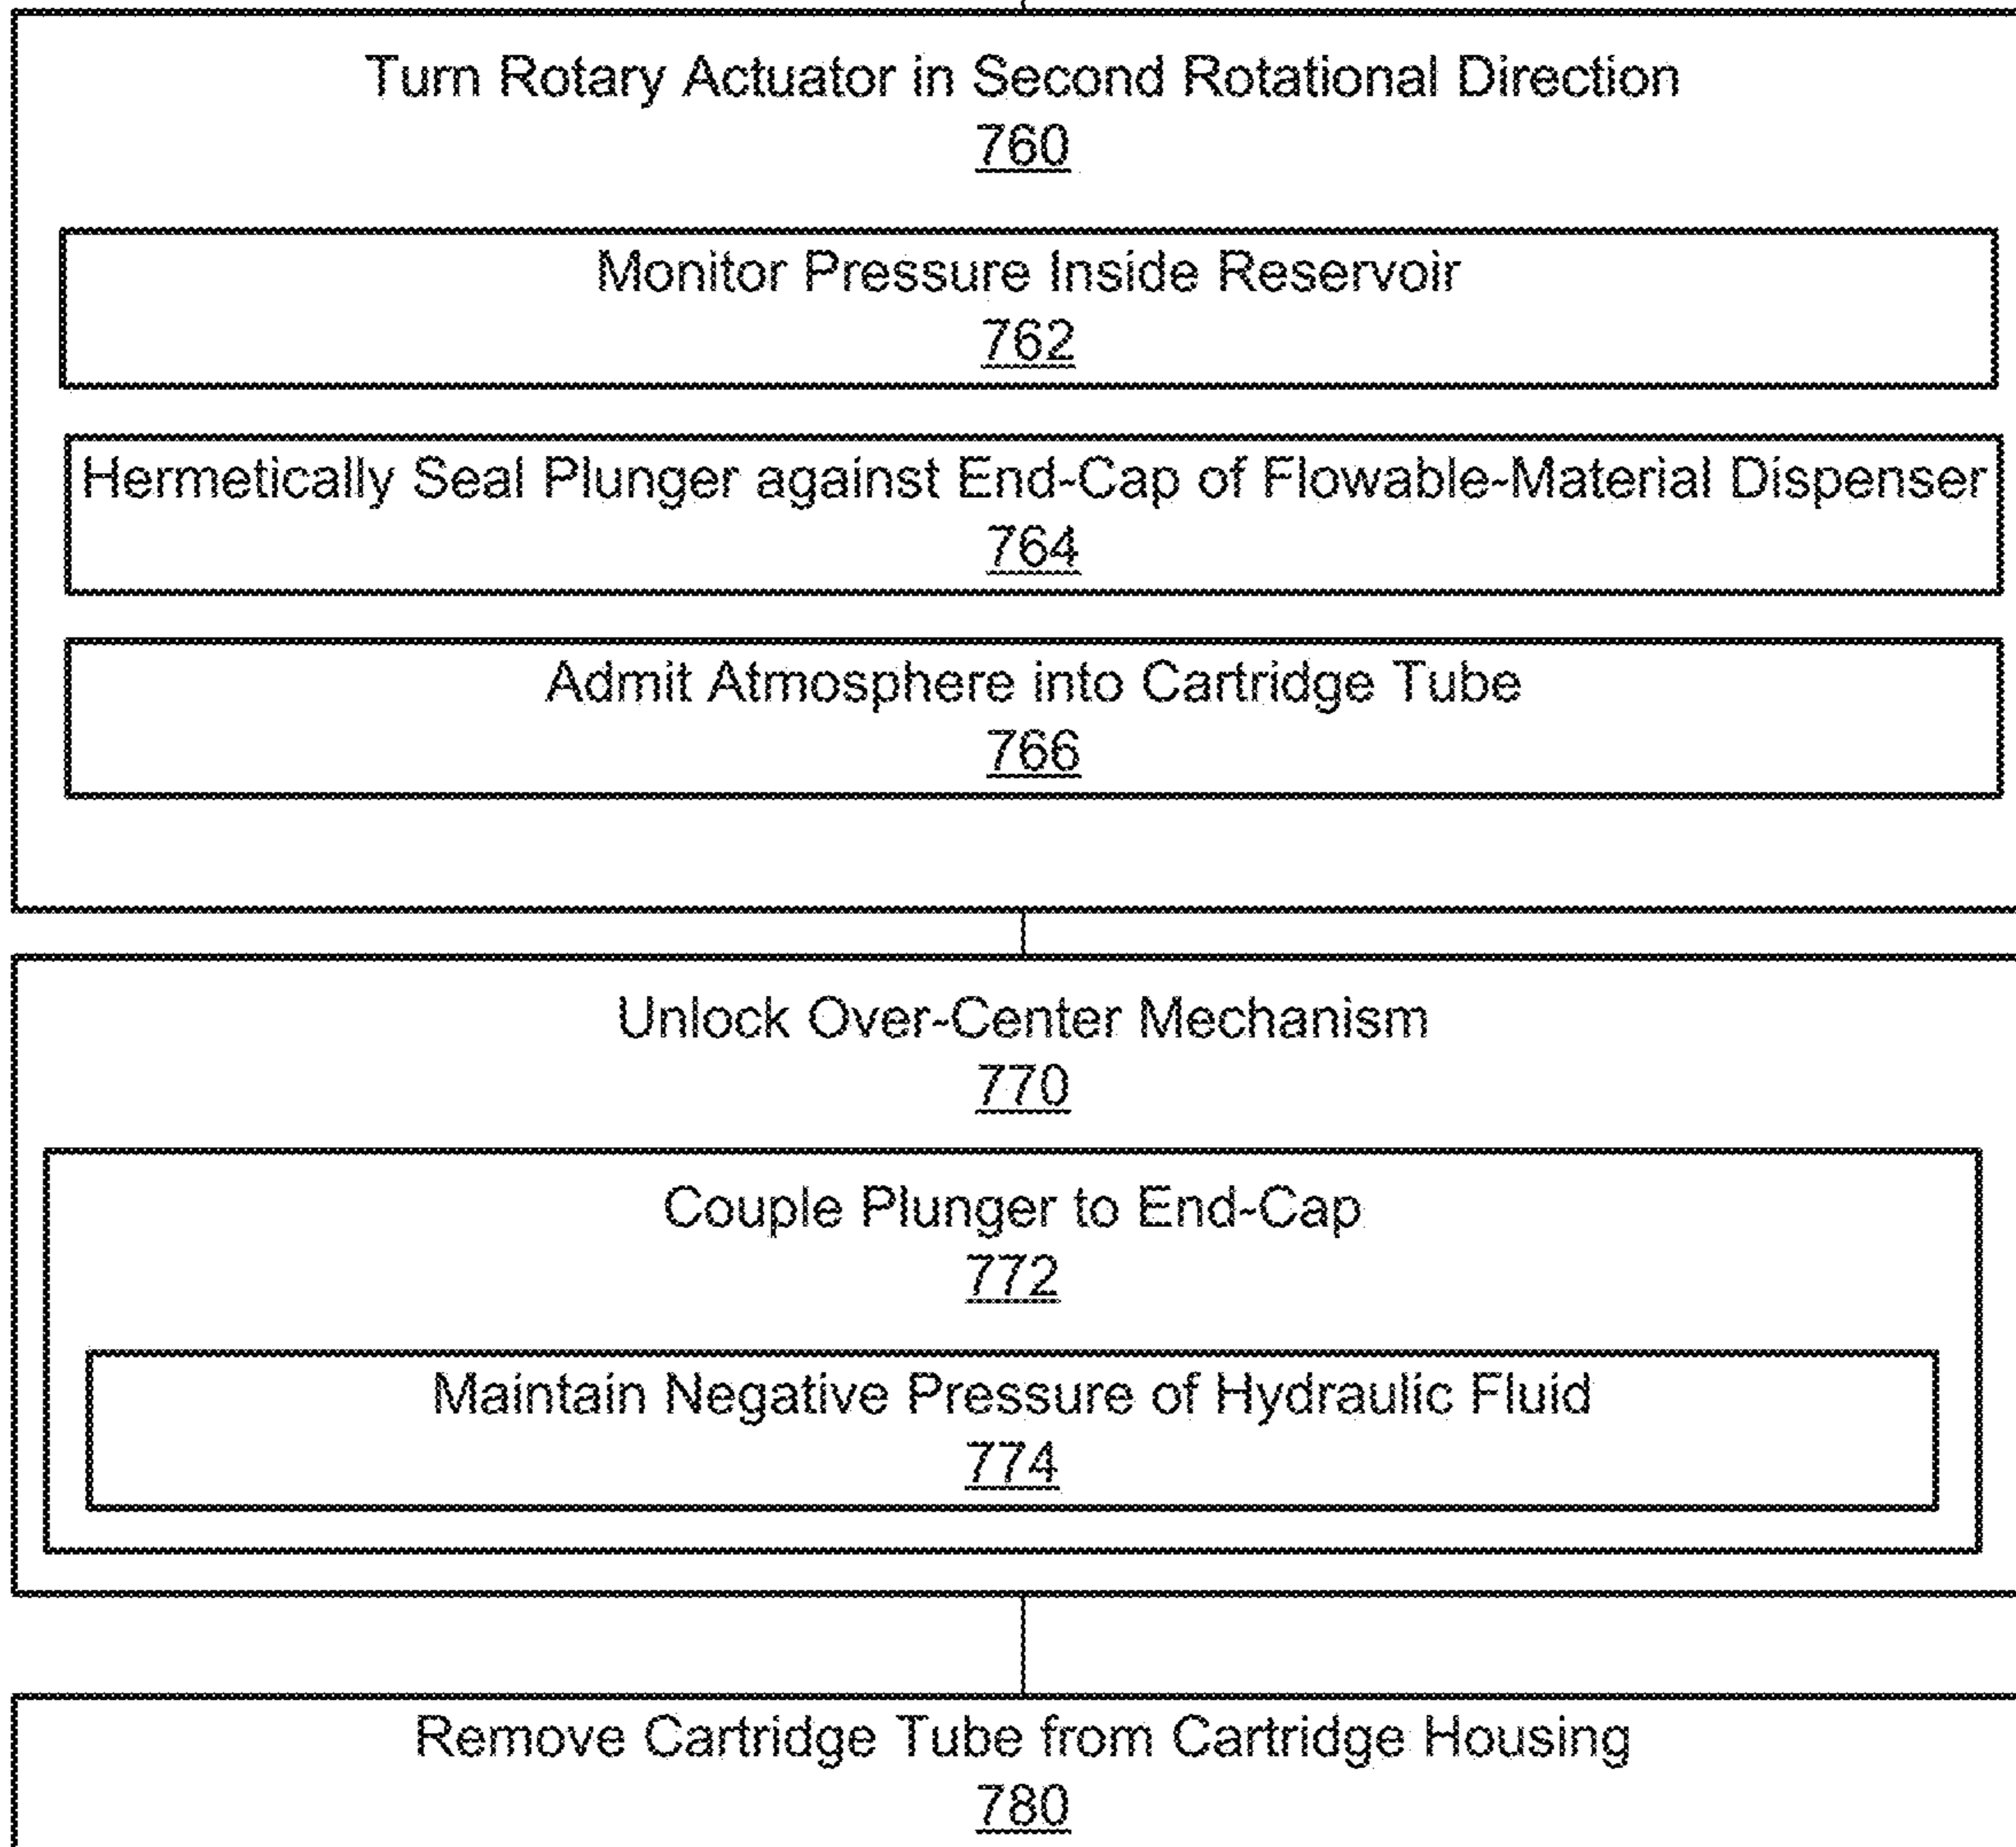 Turn Rotary Actuator in Second Rotational Direction
760
Monitor Pressure Inside Reservoir
762
Hermetically Seal Plunger against End-Cap of Flowable-Material Dispenser
764
Admit Atmosphere into Cartridge Tube
766
Unlock Over-Center Mechanism
770
Couple Plunger to End-Cap
772
Maintain Negative Pressure of Hydraulic Fluid
774
Remove Cartridge Tube from Cartridge Housing
780